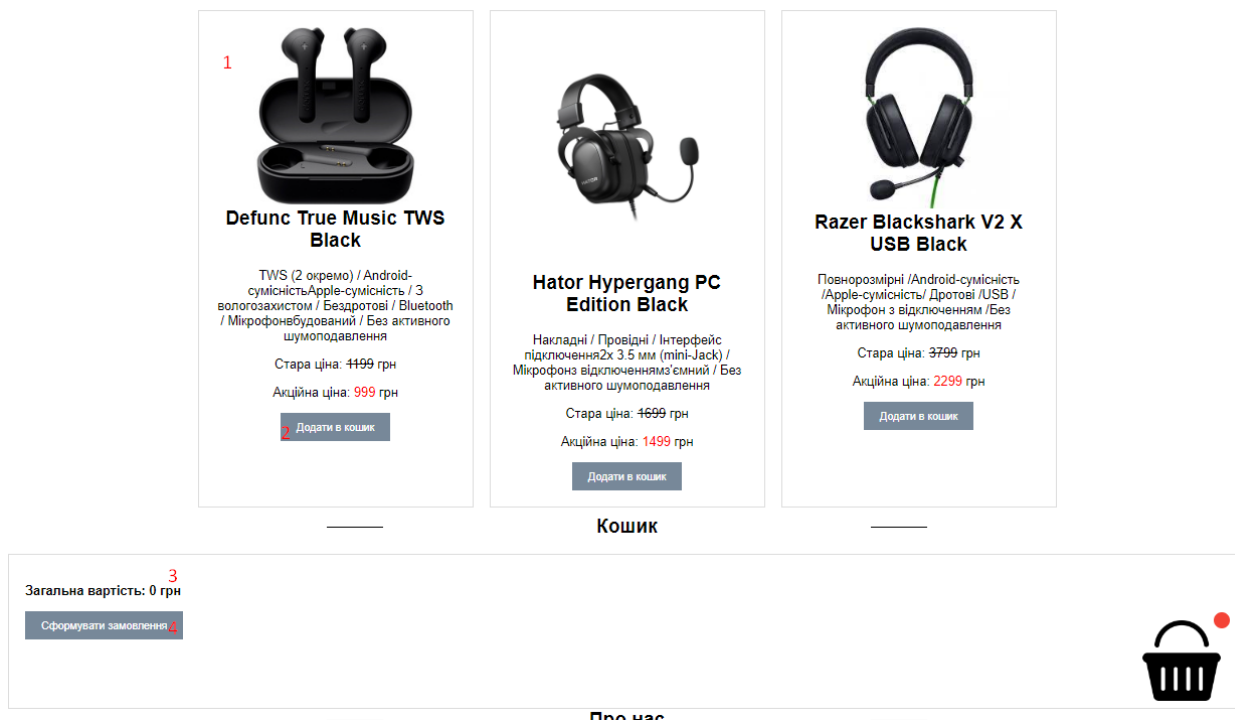 1
Defunc True Music TWS
Black
TWS (2 окремо) / Android-
сумісністьApple-сумісність / З
вологозахистом / Бездротові / Bluetooth
/ Мікрофонвбудований / Без активного
шумоподавлення
Стара ціна: 1199 грн
Акційна ціна: 999 грн
2
Додати в кошик
HATOR
Hator Hypergang PC
Edition Black
Накладні / Провідні / Інтерфейс
підключення2x 3.5 мм (mini-Jack) /
Мікрофонз відключеннямз'ємний / Без
активного шумоподавлення
Стара ціна: 1699 грн
Акційна ціна: 1499 грн
Додати в кошик
Razer Blackshark V2 X
USB Black
Повнорозмірні /Android-сумісність
/Apple-сумісність/ Дротові /USB /
Мікрофон з відключенням /Без
активного шумоподавлення
Стара ціна: 3799 грн
Акційна ціна: 2299 грн
Додати в кошик
Кошик
3
Загальна вартість: 0 грн
Сформувати замовлення
4
Про нас